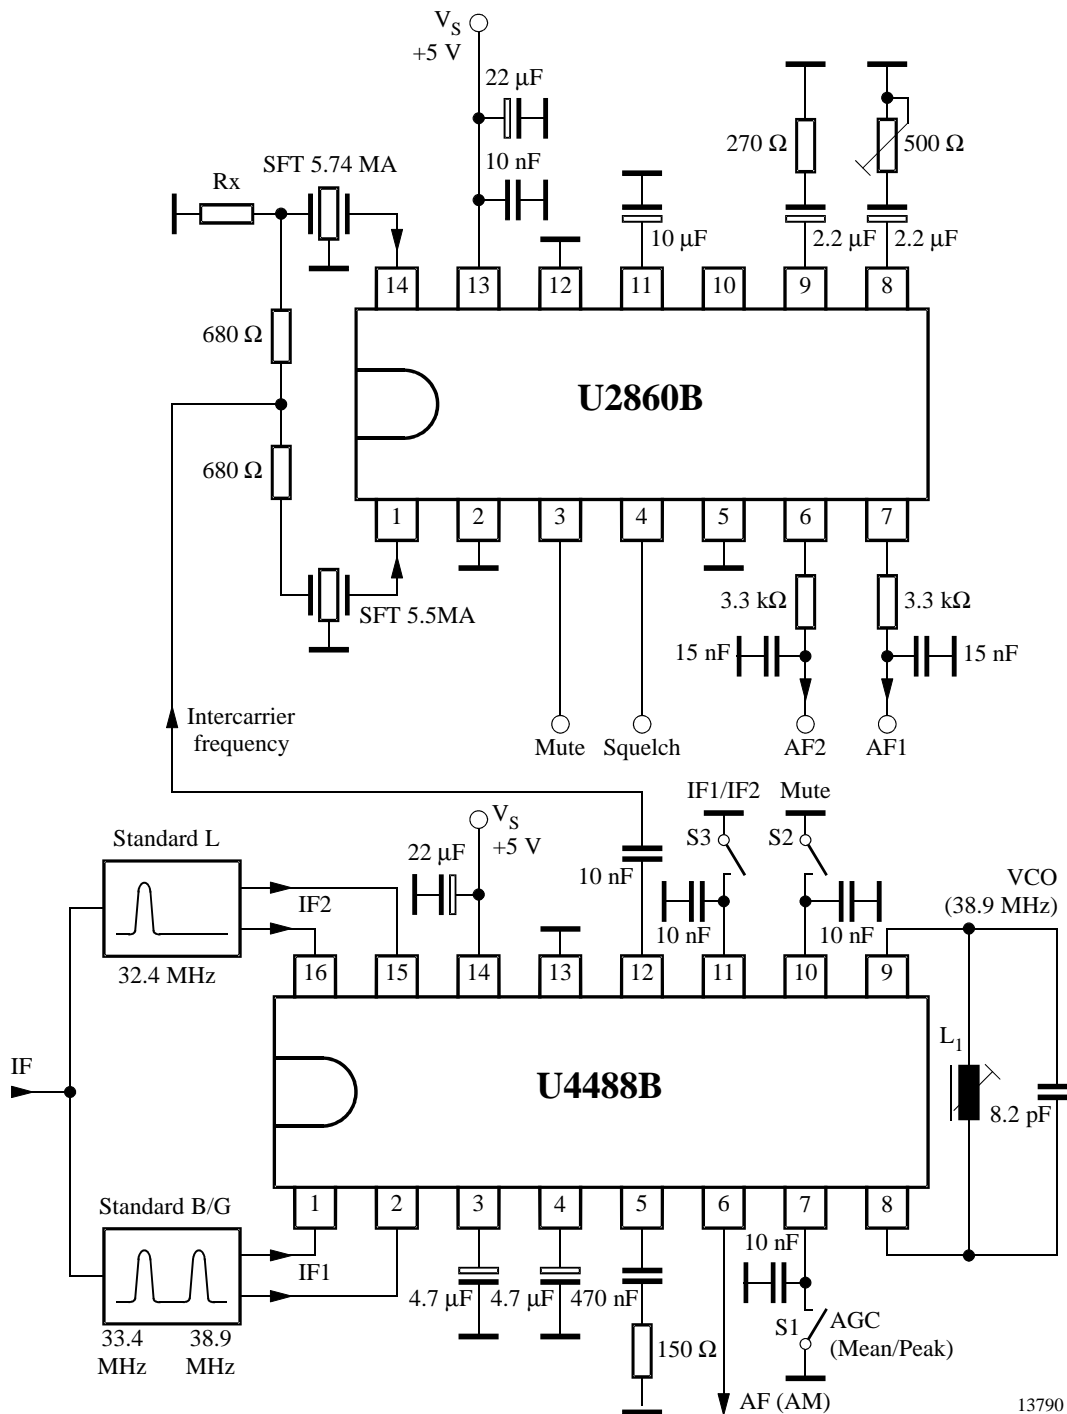 V_S
+5 V
22 µF
10 nF
SFT 5.74 MA
Rx
270 Ω
500 Ω
10 µF
2.2 µF
2.2 µF
14
13
12
11
10
9
8
680 Ω
U2860B
680 Ω
1
2
3
4
5
6
7
SFT 5.5MA
3.3 kΩ
3.3 kΩ
15 nF
15 nF
Intercarrier
frequency
Mute
Squelch
AF2
AF1
IF1/IF2
Mute
V_S
+5 V
S3
S2
Standard L
22 µF
10 nF
VCO
(38.9 MHz)
IF2
10 nF
10 nF
32.4 MHz
16
15
14
13
12
11
10
9
IF
U4488B
L_1
8.2 pF
Standard B/G
1
2
3
4
5
6
7
8
IF1
10 nF
4.7 µF
4.7 µF
470 nF
33.4
MHz
38.9
MHz
150 Ω
S1
AGC
(Mean/Peak)
AF (AM)
13790